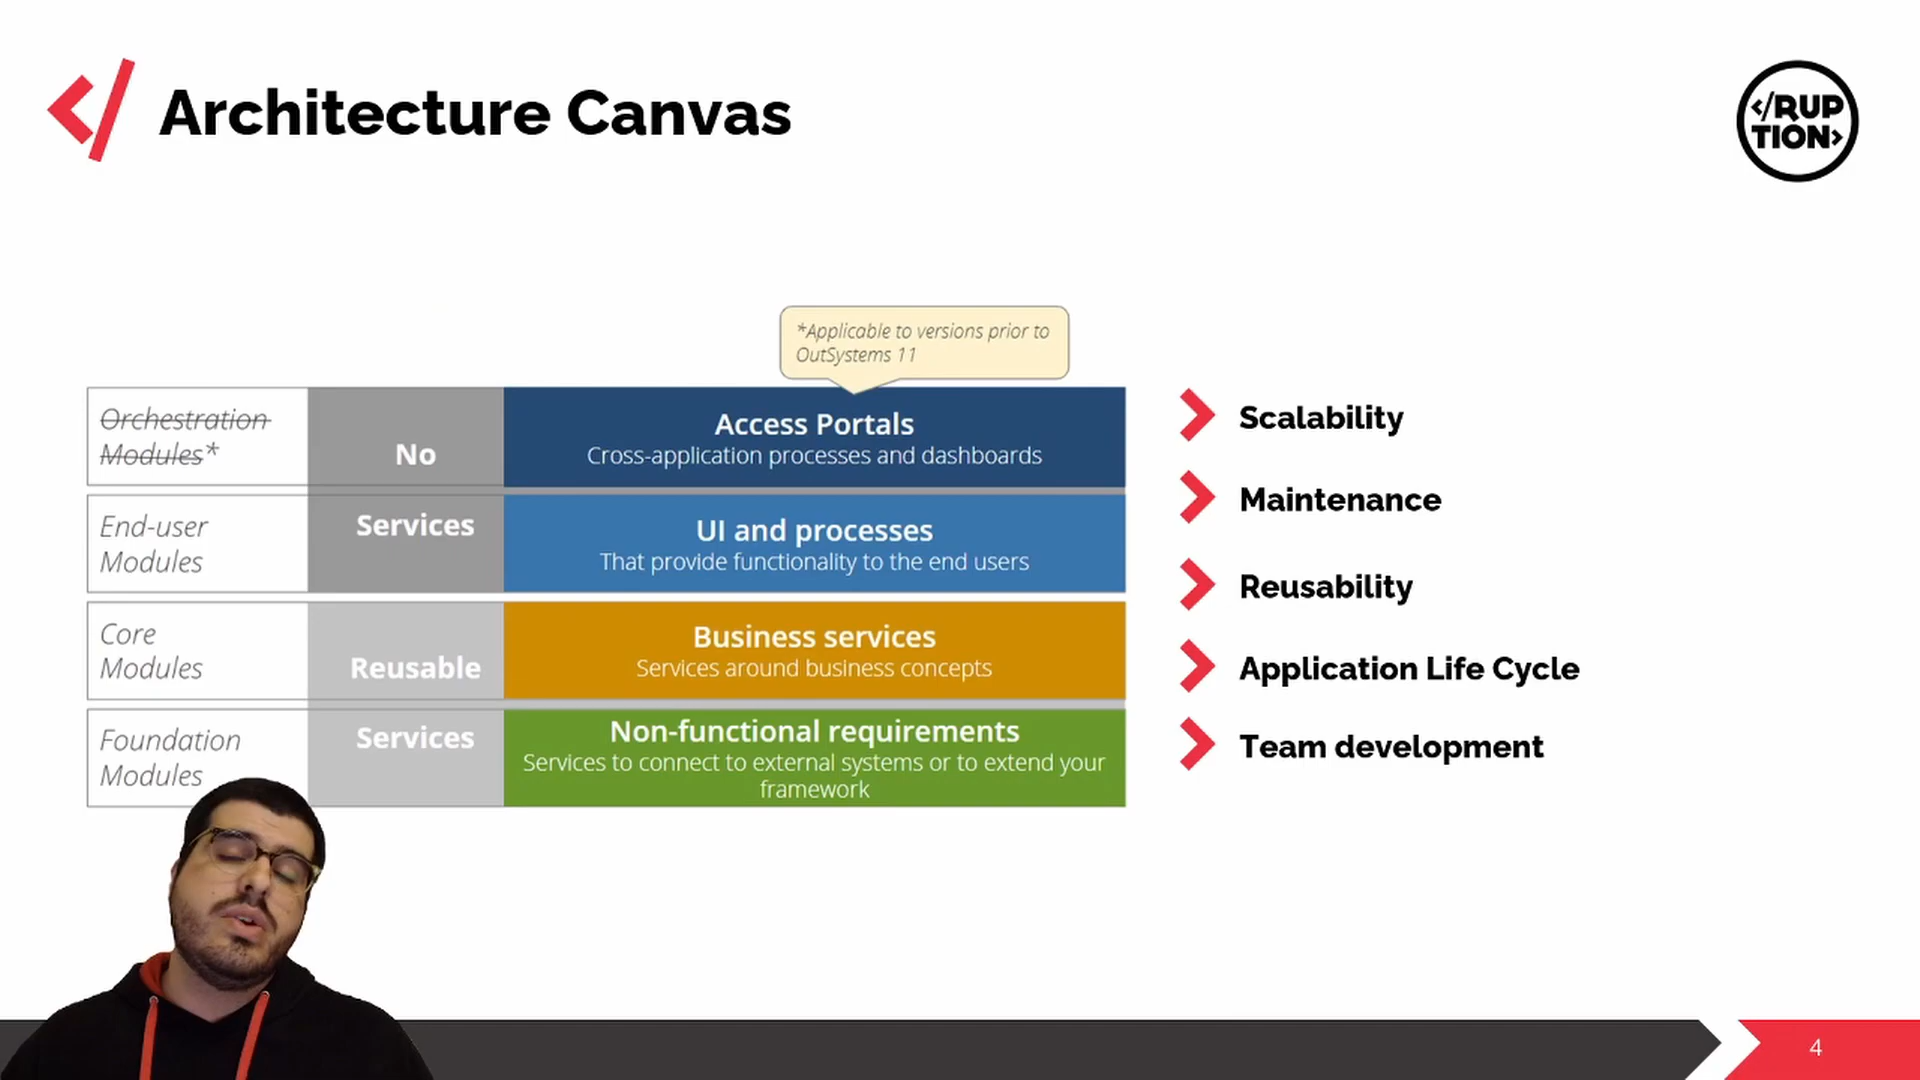 Architecture Canvas
</RUP
TION>
*Applicable to versions prior to
OutSystems 11
Orchestration
Modules*
No
Access Portals
Cross-application processes and dashboards
End-user
Modules
Services
UI and processes
That provide functionality to the end users
Core
Modules
Reusable
Business services
Services around business concepts
Foundation
Modules
Services
Non-functional requirements
Services to connect to external systems or to extend your
framework
Scalability
Maintenance
Reusability
Application Life Cycle
Team development
4